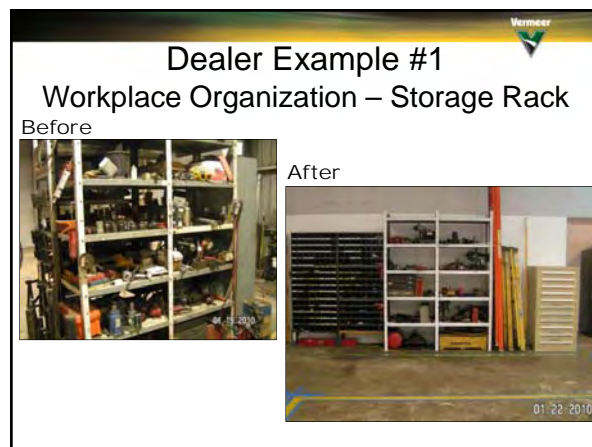 Vermeer
Dealer Example #1
Workplace Organization – Storage Rack
Before
After
01 22 2010